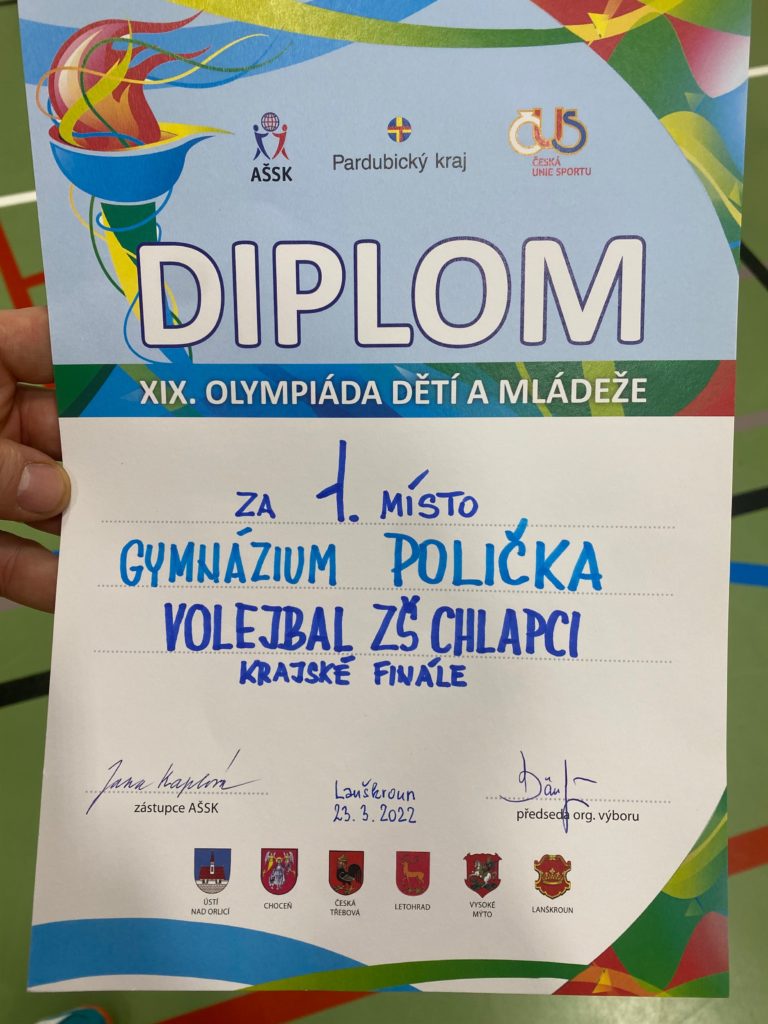 AŠSK
Pardubický kraj
ČUS
ČESKÁ
UNIE SPORTU
DIPLOM
XIX. OLYMPIÁDA DĚTÍ A MLÁDEŽE
ZA 1. MÍSTO
GYMNÁZIUM POLIČKA
VOLEJBAL ZŠ CHLAPCI
KRAJSKÉ FINÁLE
Jana Kaplová
zástupce AŠSK
Lanškroun
23. 3. 2022
předseda org. výboru
ÚSTÍ
NAD ORLICÍ
CHOCEŇ
ČESKÁ
TŘEBOVÁ
LETOHRAD
VYSOKÉ
MÝTO
LANŠKROUN